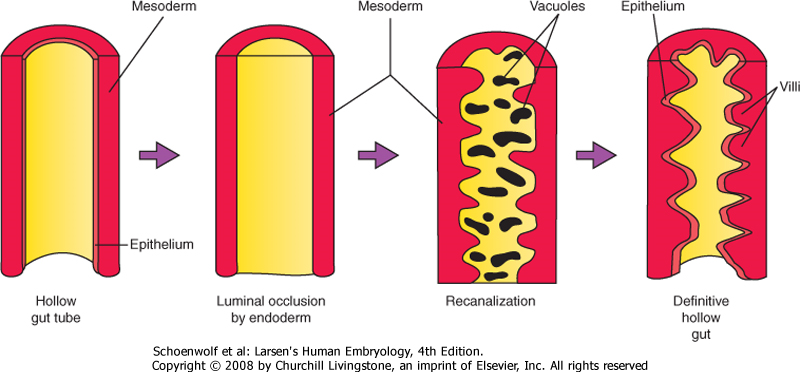 Mesoderm
Mesoderm
Vacuoles
Epithelium
Villi
Epithelium
Hollow
gut tube
Luminal occlusion
by endoderm
Recanalization
Definitive
hollow
gut
Schoenwolf et al: Larsen's Human Embryology, 4th Edition.
Copyright © 2008 by Churchill Livingstone, an imprint of Elsevier, Inc. All rights reserved